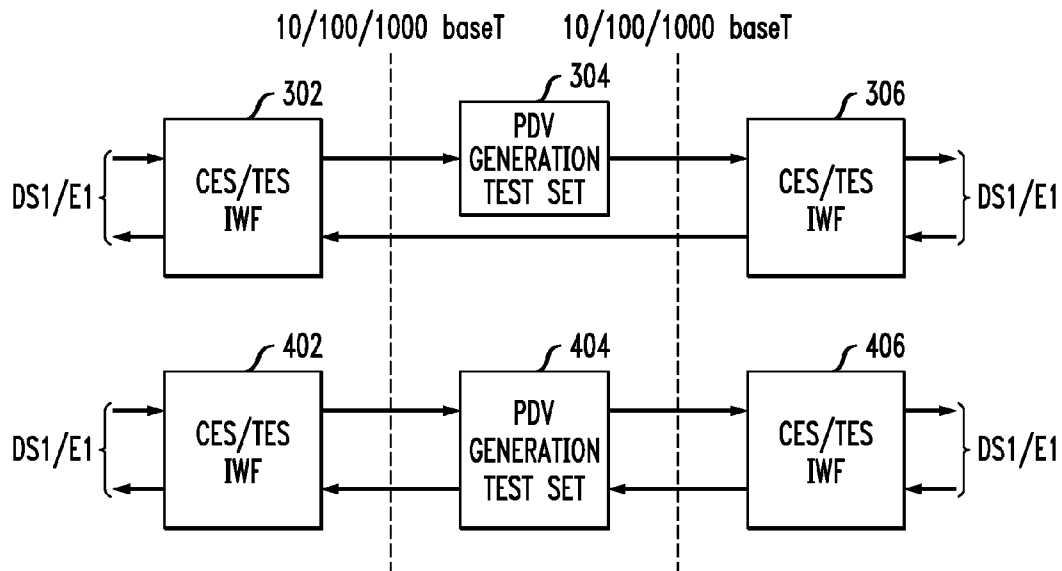 10/100/1000 baseT
10/100/1000 baseT
302
304
306
DS1/E1
CES/TES
IWF
PDV
GENERATION
TEST SET
CES/TES
IWF
DS1/E1
402
404
406
DS1/E1
CES/TES
IWF
PDV
GENERATION
TEST SET
CES/TES
IWF
DS1/E1